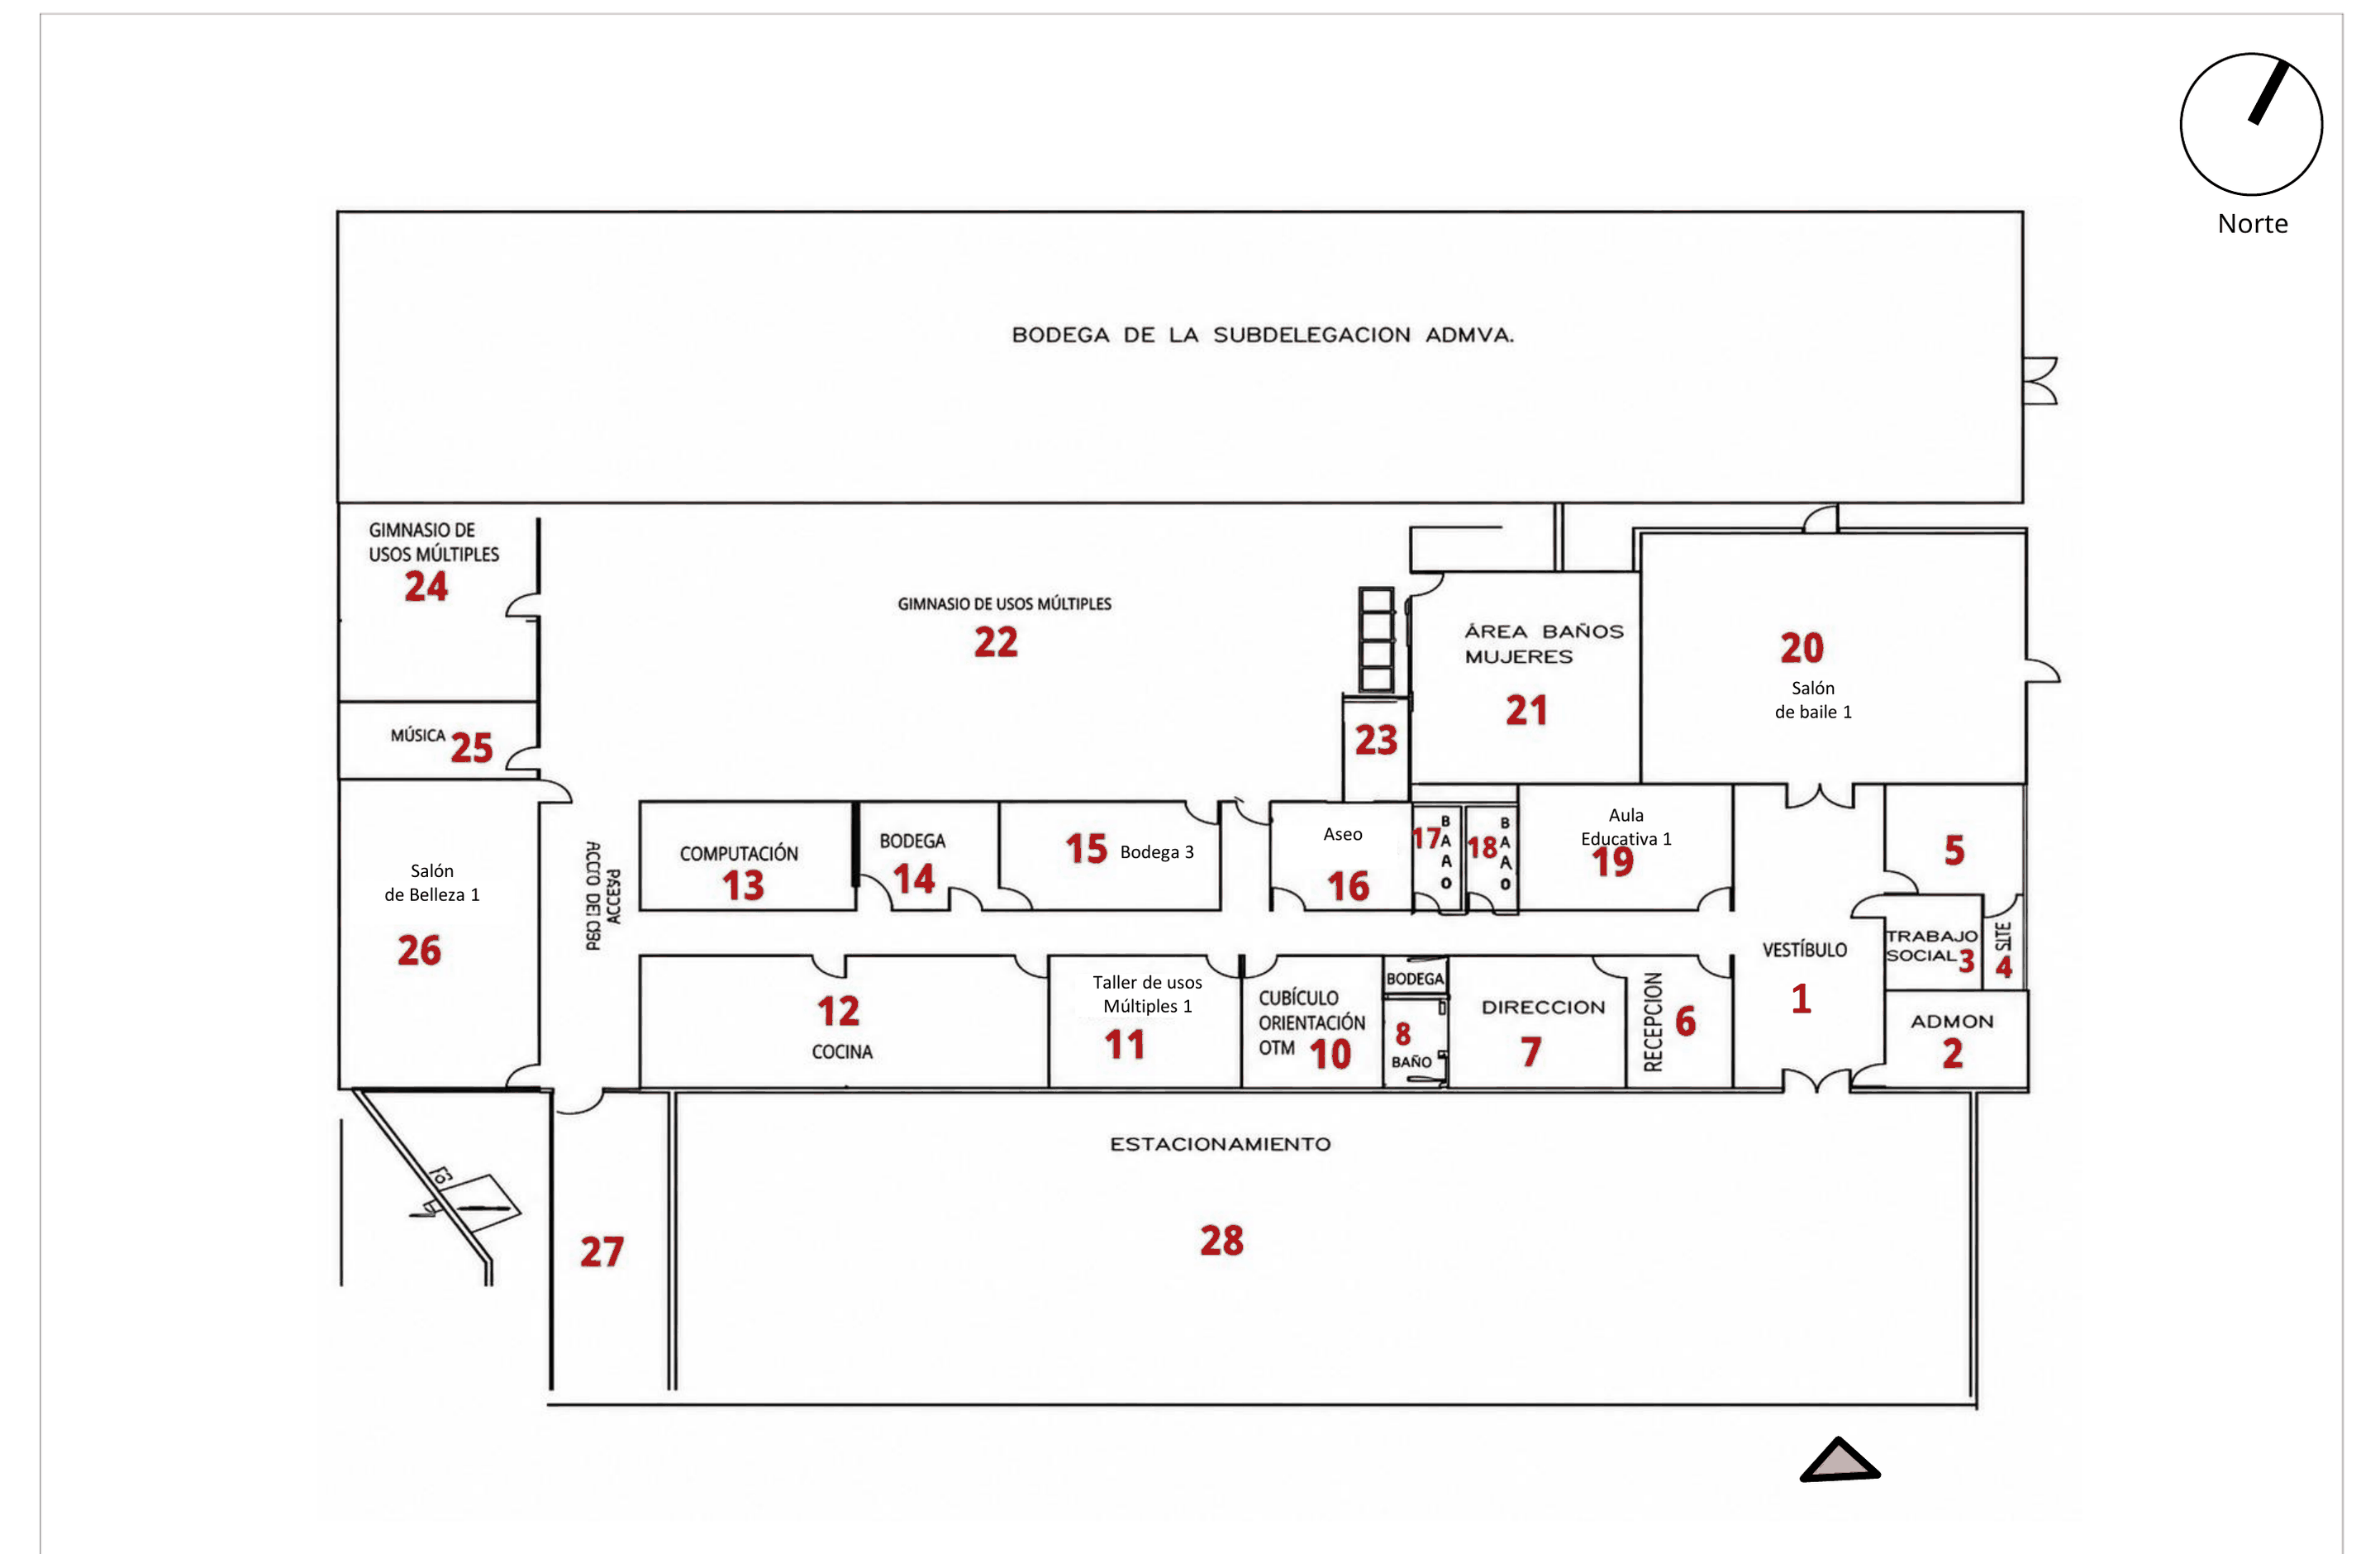 Norte
BODEGA DE LA SUBDELEGACION ADMVA.
GIMNASIO DE
USOS MÚLTIPLES
24
GIMNASIO DE USOS MÚLTIPLES
22
ÁREA BAÑOS
MUJERES
21
20
Salón
de baile 1
MÚSICA 25
23
Salón
de Belleza 1
26
COMPUTACIÓN
13
BODEGA
14
15 Bodega 3
Aseo
16
17
B
A
A
O
18
B
A
A
O
Aula
Educativa 1
19
5
VESTÍBULO
1
TRABAJO
SOCIAL 3
SITE
4
12
COCINA
Taller de usos
Múltiples 1
11
CUBÍCULO
ORIENTACIÓN
OTM 10
BODEGA
8
BAÑO
DIRECCION
7
RECEPCION
6
ADMON
2
ESTACIONAMIENTO
27
28